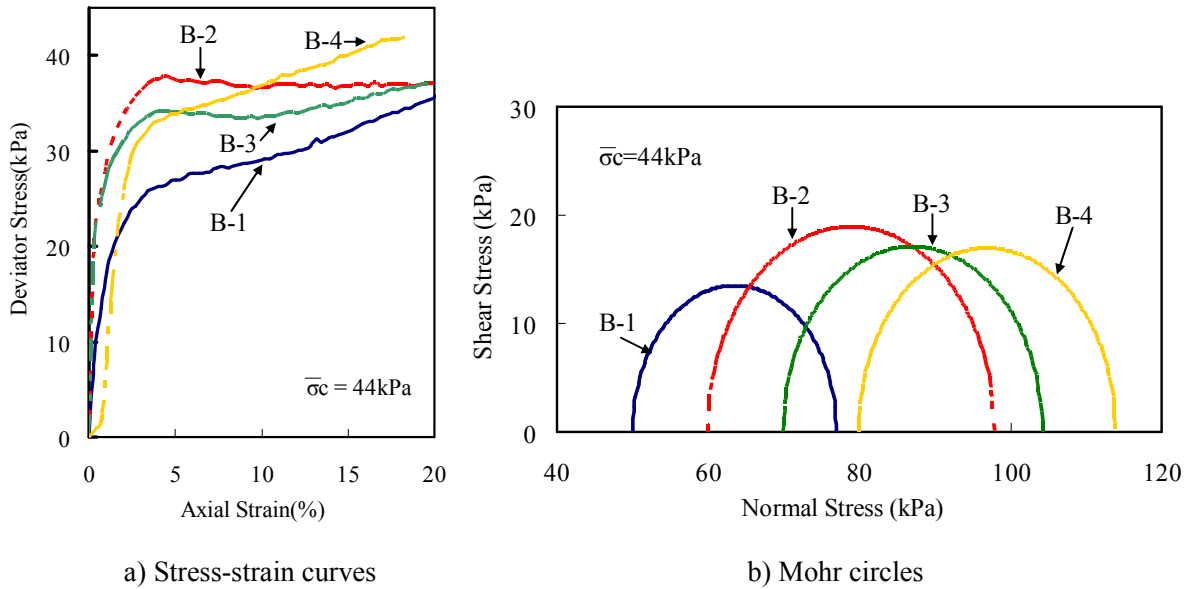 B-2
B-4
B-3
B-1
σ̅c = 44kPa
Deviator Stress(kPa)
40
30
20
10
0
0 5 10 15 20
Axial Strain(%)
a) Stress-strain curves
30
20
10
0
σ̅c=44kPa
B-2
B-3
B-4
B-1
Shear Stress (kPa)
40 60 80 100 120
Normal Stress (kPa)
b) Mohr circles